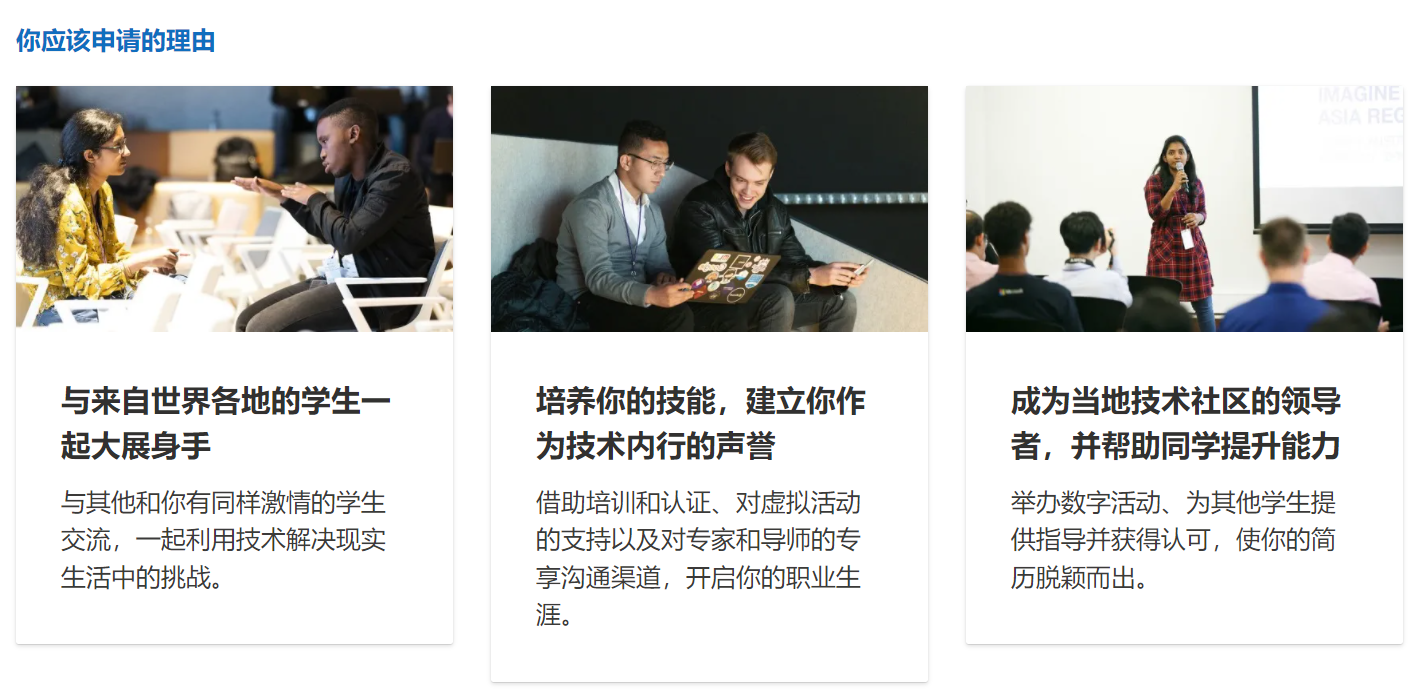 你应该申请的理由
IMAGINE
ASIA REG
与来自世界各地的学生一
起大展身手
与其他和你有同样激情的学生
交流，一起利用技术解决现实
生活中的挑战。
培养你的技能，建立你作
为技术内行的声誉
借助培训和认证、对虚拟活动
的支持以及对专家和导师的专
享沟通渠道，开启你的职业生
涯。
成为当地技术社区的领导
者，并帮助同学提升能力
举办数字活动、为其他学生提
供指导并获得认可，使你的简
历脱颖而出。